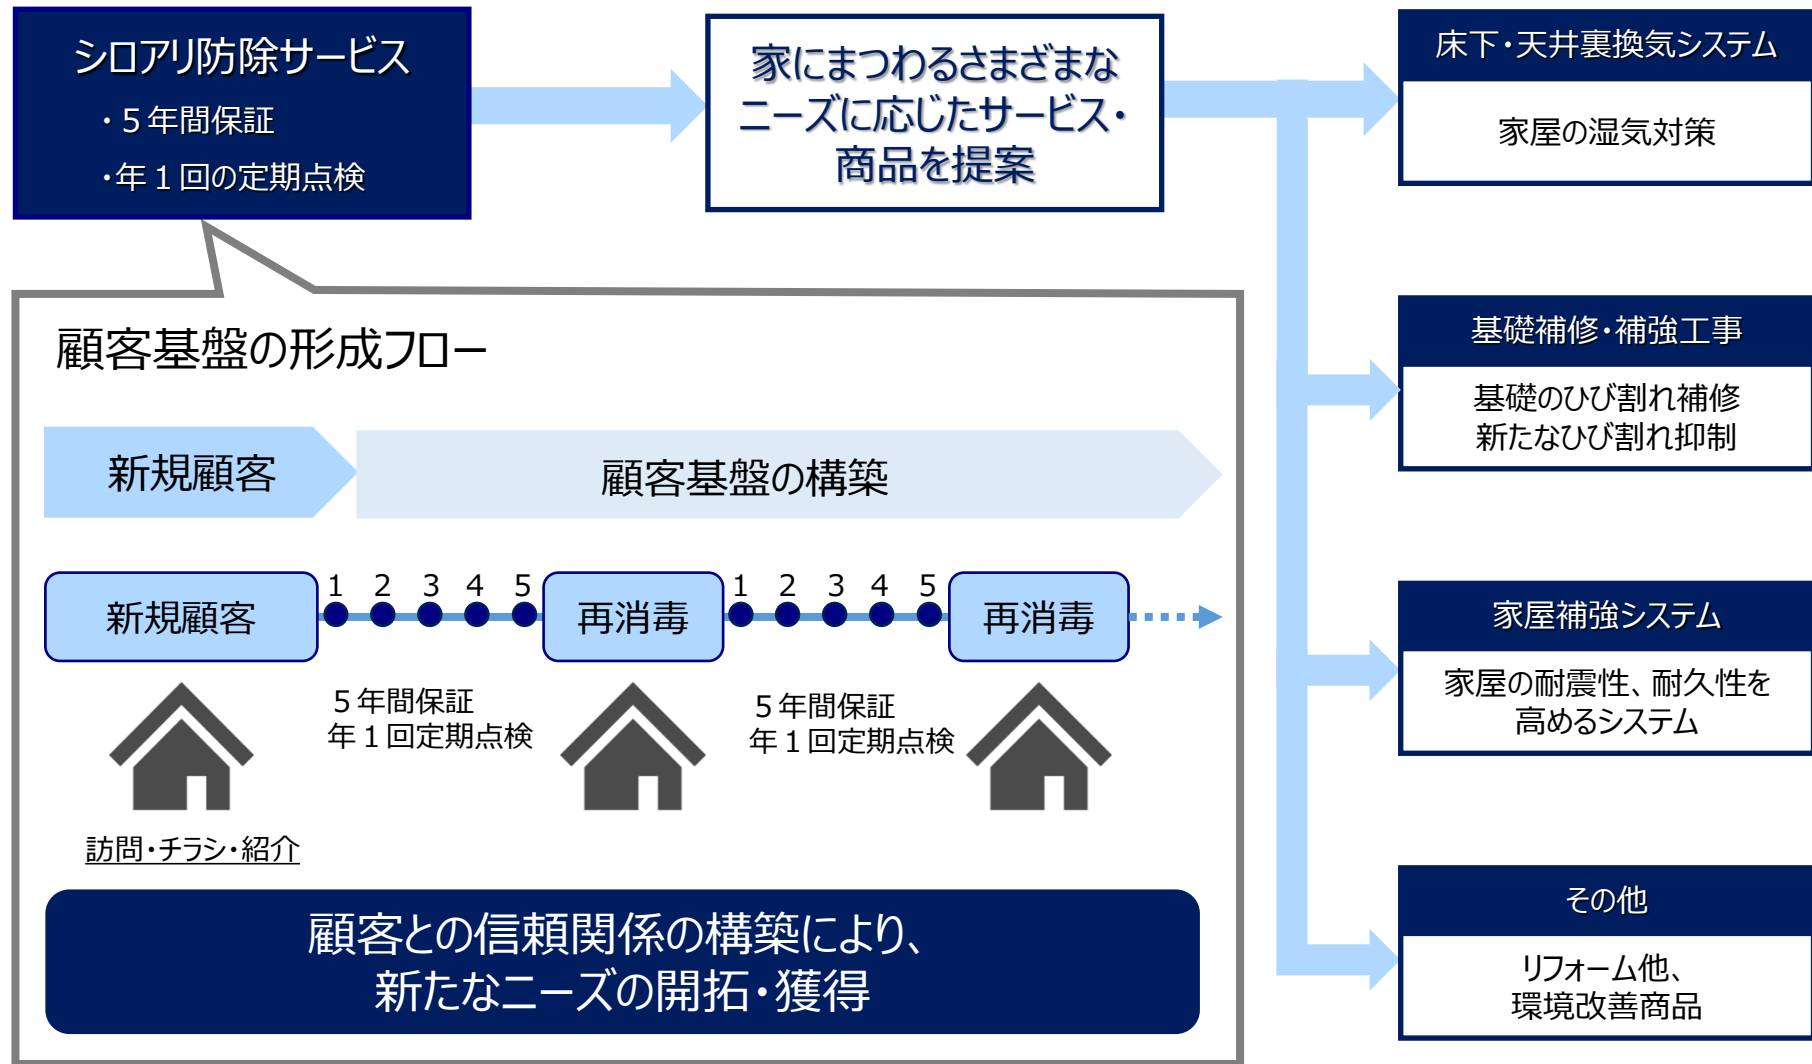 シロアリ防除サービス
・５年間保証
・年１回の定期点検
家にまつわるさまざまな
ニーズに応じたサービス・
商品を提案
床下・天井裏換気システム
家屋の湿気対策
基礎補修・補強工事
基礎のひび割れ補修
新たなひび割れ抑制
家屋補強システム
家屋の耐震性、耐久性を
高めるシステム
その他
リフォーム他、
環境改善商品
顧客基盤の形成フロー
新規顧客
顧客基盤の構築
新規顧客
1 2 3 4 5
再消毒
1 2 3 4 5
再消毒
５年間保証
年１回定期点検
５年間保証
年１回定期点検
訪問・チラシ・紹介
顧客との信頼関係の構築により、
新たなニーズの開拓・獲得